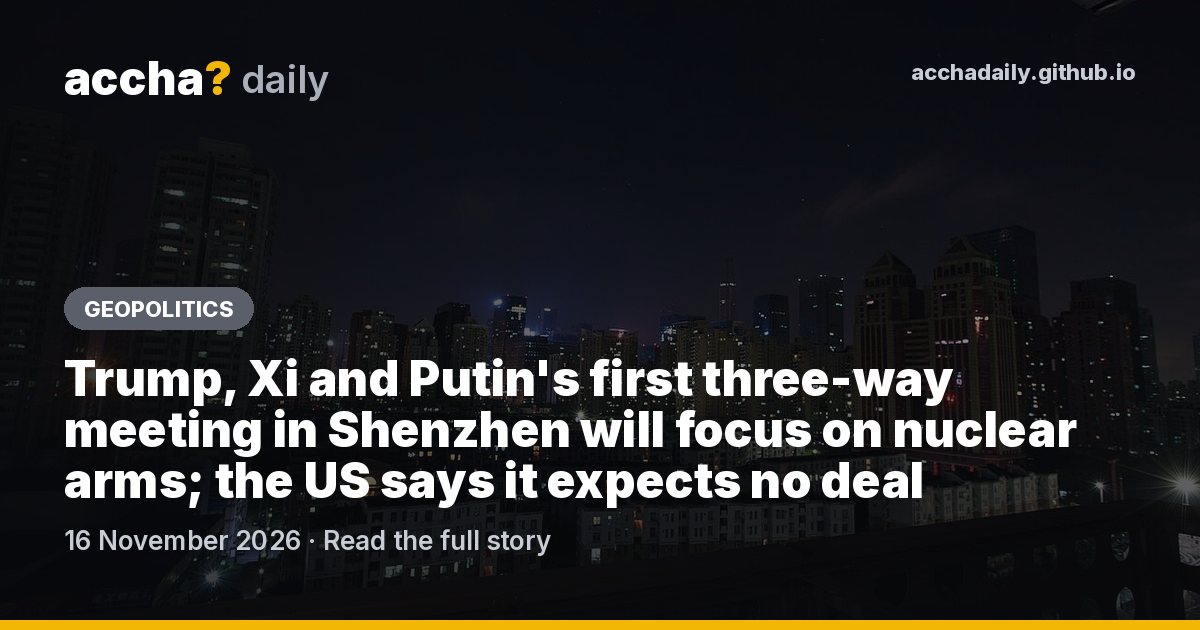 accha? daily
acchadaily.github.io
GEOPOLITICS
Trump, Xi and Putin's first three-way
meeting in Shenzhen will focus on nuclear
arms; the US says it expects no deal
16 November 2026 · Read the full story